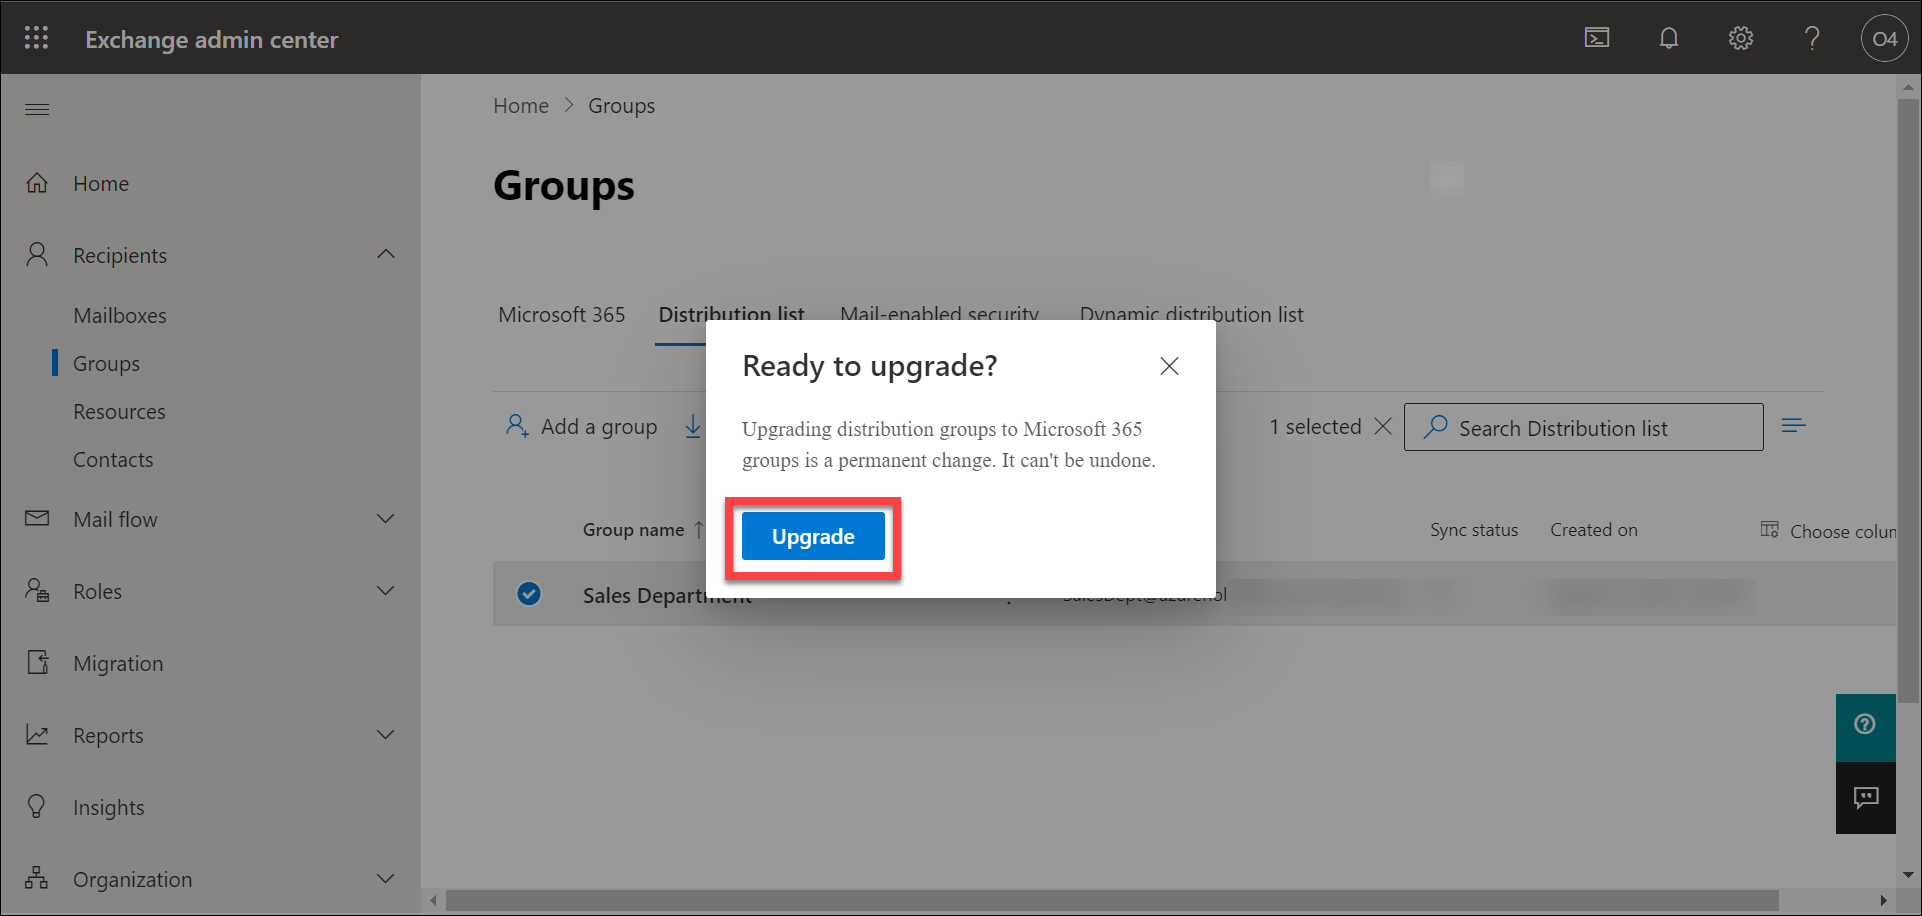 Exchange admin center
O4
Home > Groups
Groups
Home
Recipients
Mailboxes
Groups
Resources
Contacts
Mail flow
Roles
Migration
Reports
Insights
Organization
Microsoft 365 Distribution list Mail-enabled security Dynamic distribution list
Add a group
1 selected
Search Distribution list
Ready to upgrade?
Upgrading distribution groups to Microsoft 365
groups is a permanent change. It can't be undone.
Upgrade
Group name ↑
Sync status Created on Choose colum
Sales Department
SalesDept@azurehol